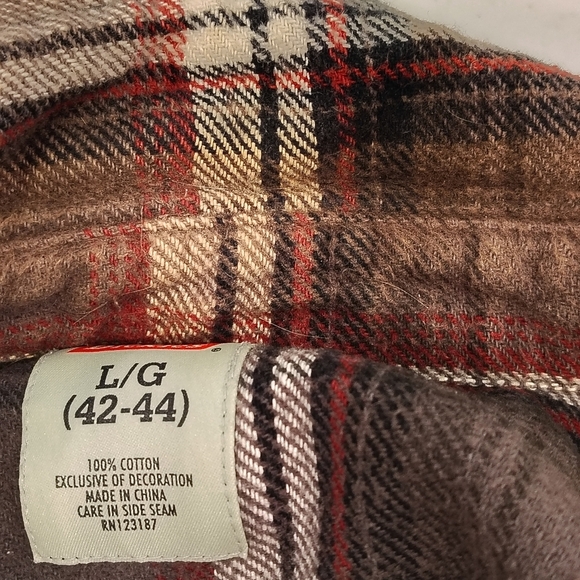 ®
L/G
(42-44)
100% COTTON
EXCLUSIVE OF DECORATION
MADE IN CHINA
CARE IN SIDE SEAM
RN123187